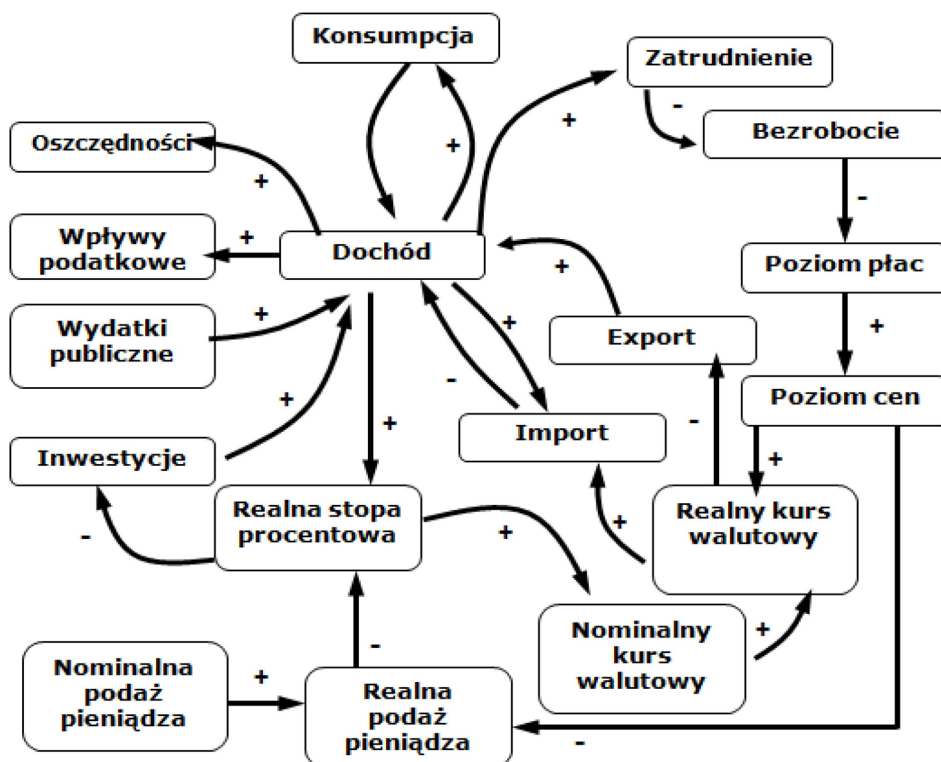 Konsumpcja
Zatrudnienie
+
-
+
Bezrobocie
Oszczędności
+
-
Wpływy
podatkowe
+
Dochód
Poziom płac
+
Wydatki
publiczne
+
+
Export
+
-
Poziom cen
+
+
Import
-
+
Inwestycje
Realna stopa
procentowa
Realny kurs
walutowy
-
+
+
Nominalny
kurs
walutowy
+
-
Nominalna
podaż
pieniądza
+
Realna
podaż
pieniądza
-